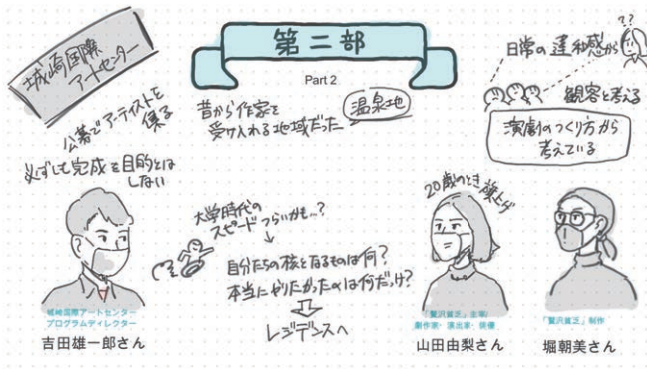 城崎国際
アートセンター
公募でアーティストを
集る
必ずしも完成を目的とは
しない
第二部
Part 2
昔から作家を
受け入れる地域だった
温泉地
??
日常の違和感から
観客と考える
演劇のつくり方から
考えている
大学時代の
スピードつらいかも…?
↓
自分たちの核となるものは何?
本当にやりたかったのは何だっけ?
レジデンスへ
20歳のとき旗上げ
城崎国際アートセンター
プログラムディレクター
吉田雄一郎さん
「贅沢貧乏」主宰/
劇作家・演出家・俳優
山田由梨さん
「贅沢貧乏」制作
堀朝美さん